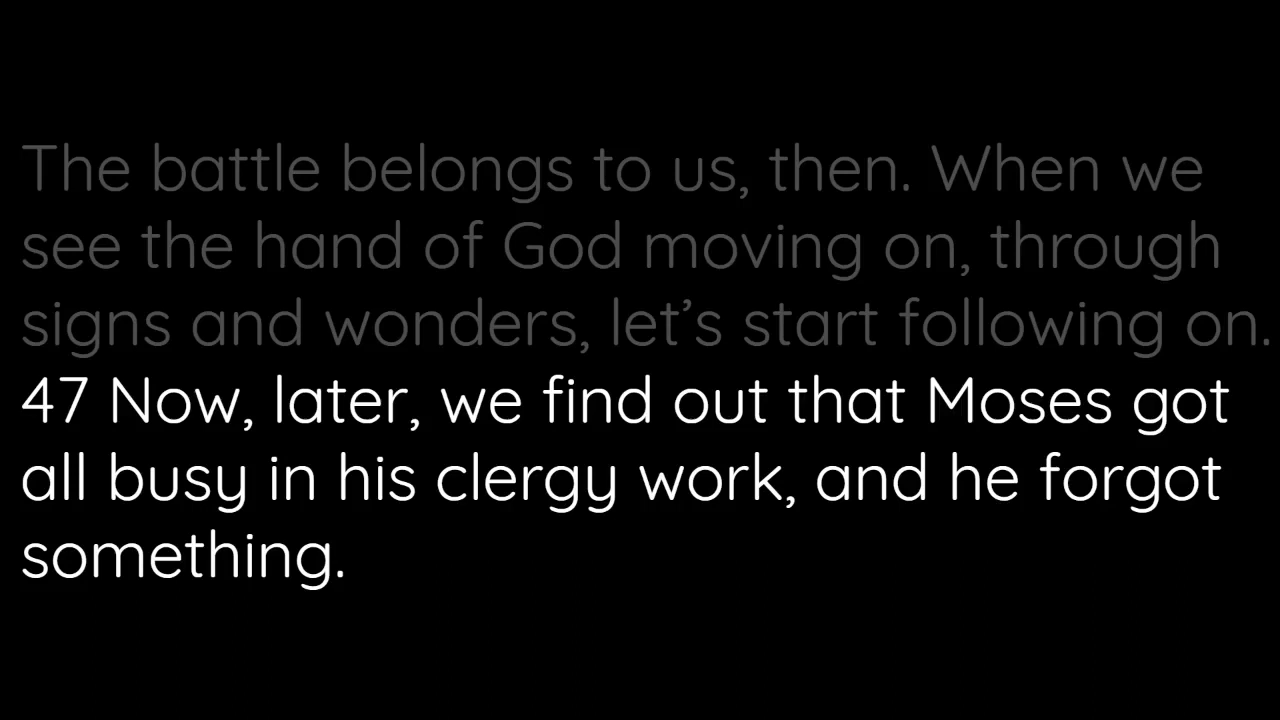 The battle belongs to us, then. When we
see the hand of God moving on, through
signs and wonders, let’s start following on.
47 Now, later, we find out that Moses got
all busy in his clergy work, and he forgot
something.